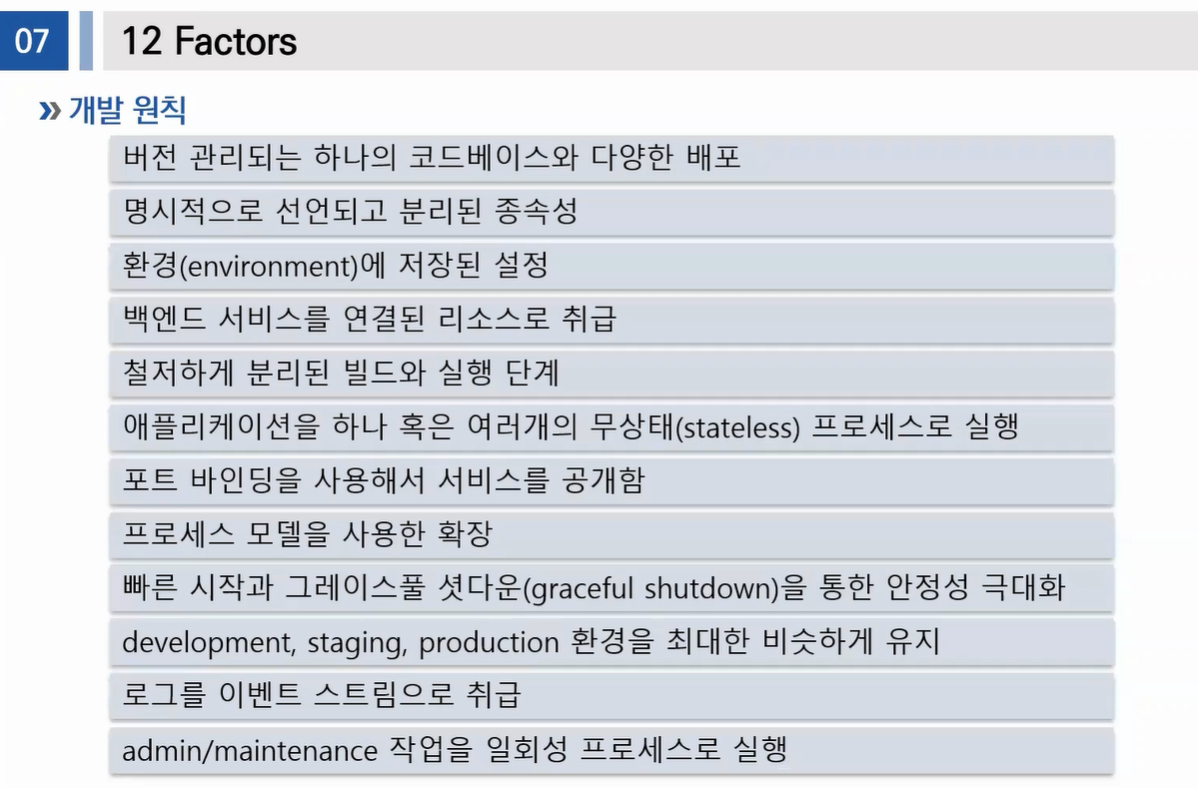 07
12 Factors
» 개발 원칙
버전 관리되는 하나의 코드베이스와 다양한 배포
명시적으로 선언되고 분리된 종속성
환경(environment)에 저장된 설정
백엔드 서비스를 연결된 리소스로 취급
철저하게 분리된 빌드와 실행 단계
애플리케이션을 하나 혹은 여러개의 무상태(stateless) 프로세스로 실행
포트 바인딩을 사용해서 서비스를 공개함
프로세스 모델을 사용한 확장
빠른 시작과 그레이스풀 셧다운(graceful shutdown)을 통한 안정성 극대화
development, staging, production 환경을 최대한 비슷하게 유지
로그를 이벤트 스트림으로 취급
admin/maintenance 작업을 일회성 프로세스로 실행